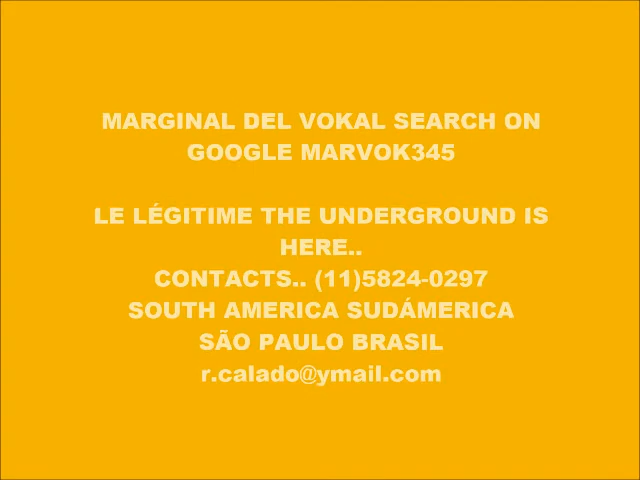 MARGINAL DEL VOKAL SEARCH ON
GOOGLE MARVOK345
LE LÉGITIME THE UNDERGROUND IS
HERE..
CONTACTS.. (11)5824-0297
SOUTH AMERICA SUDÁMERICA
SÃO PAULO BRASIL
r.calado@ymail.com